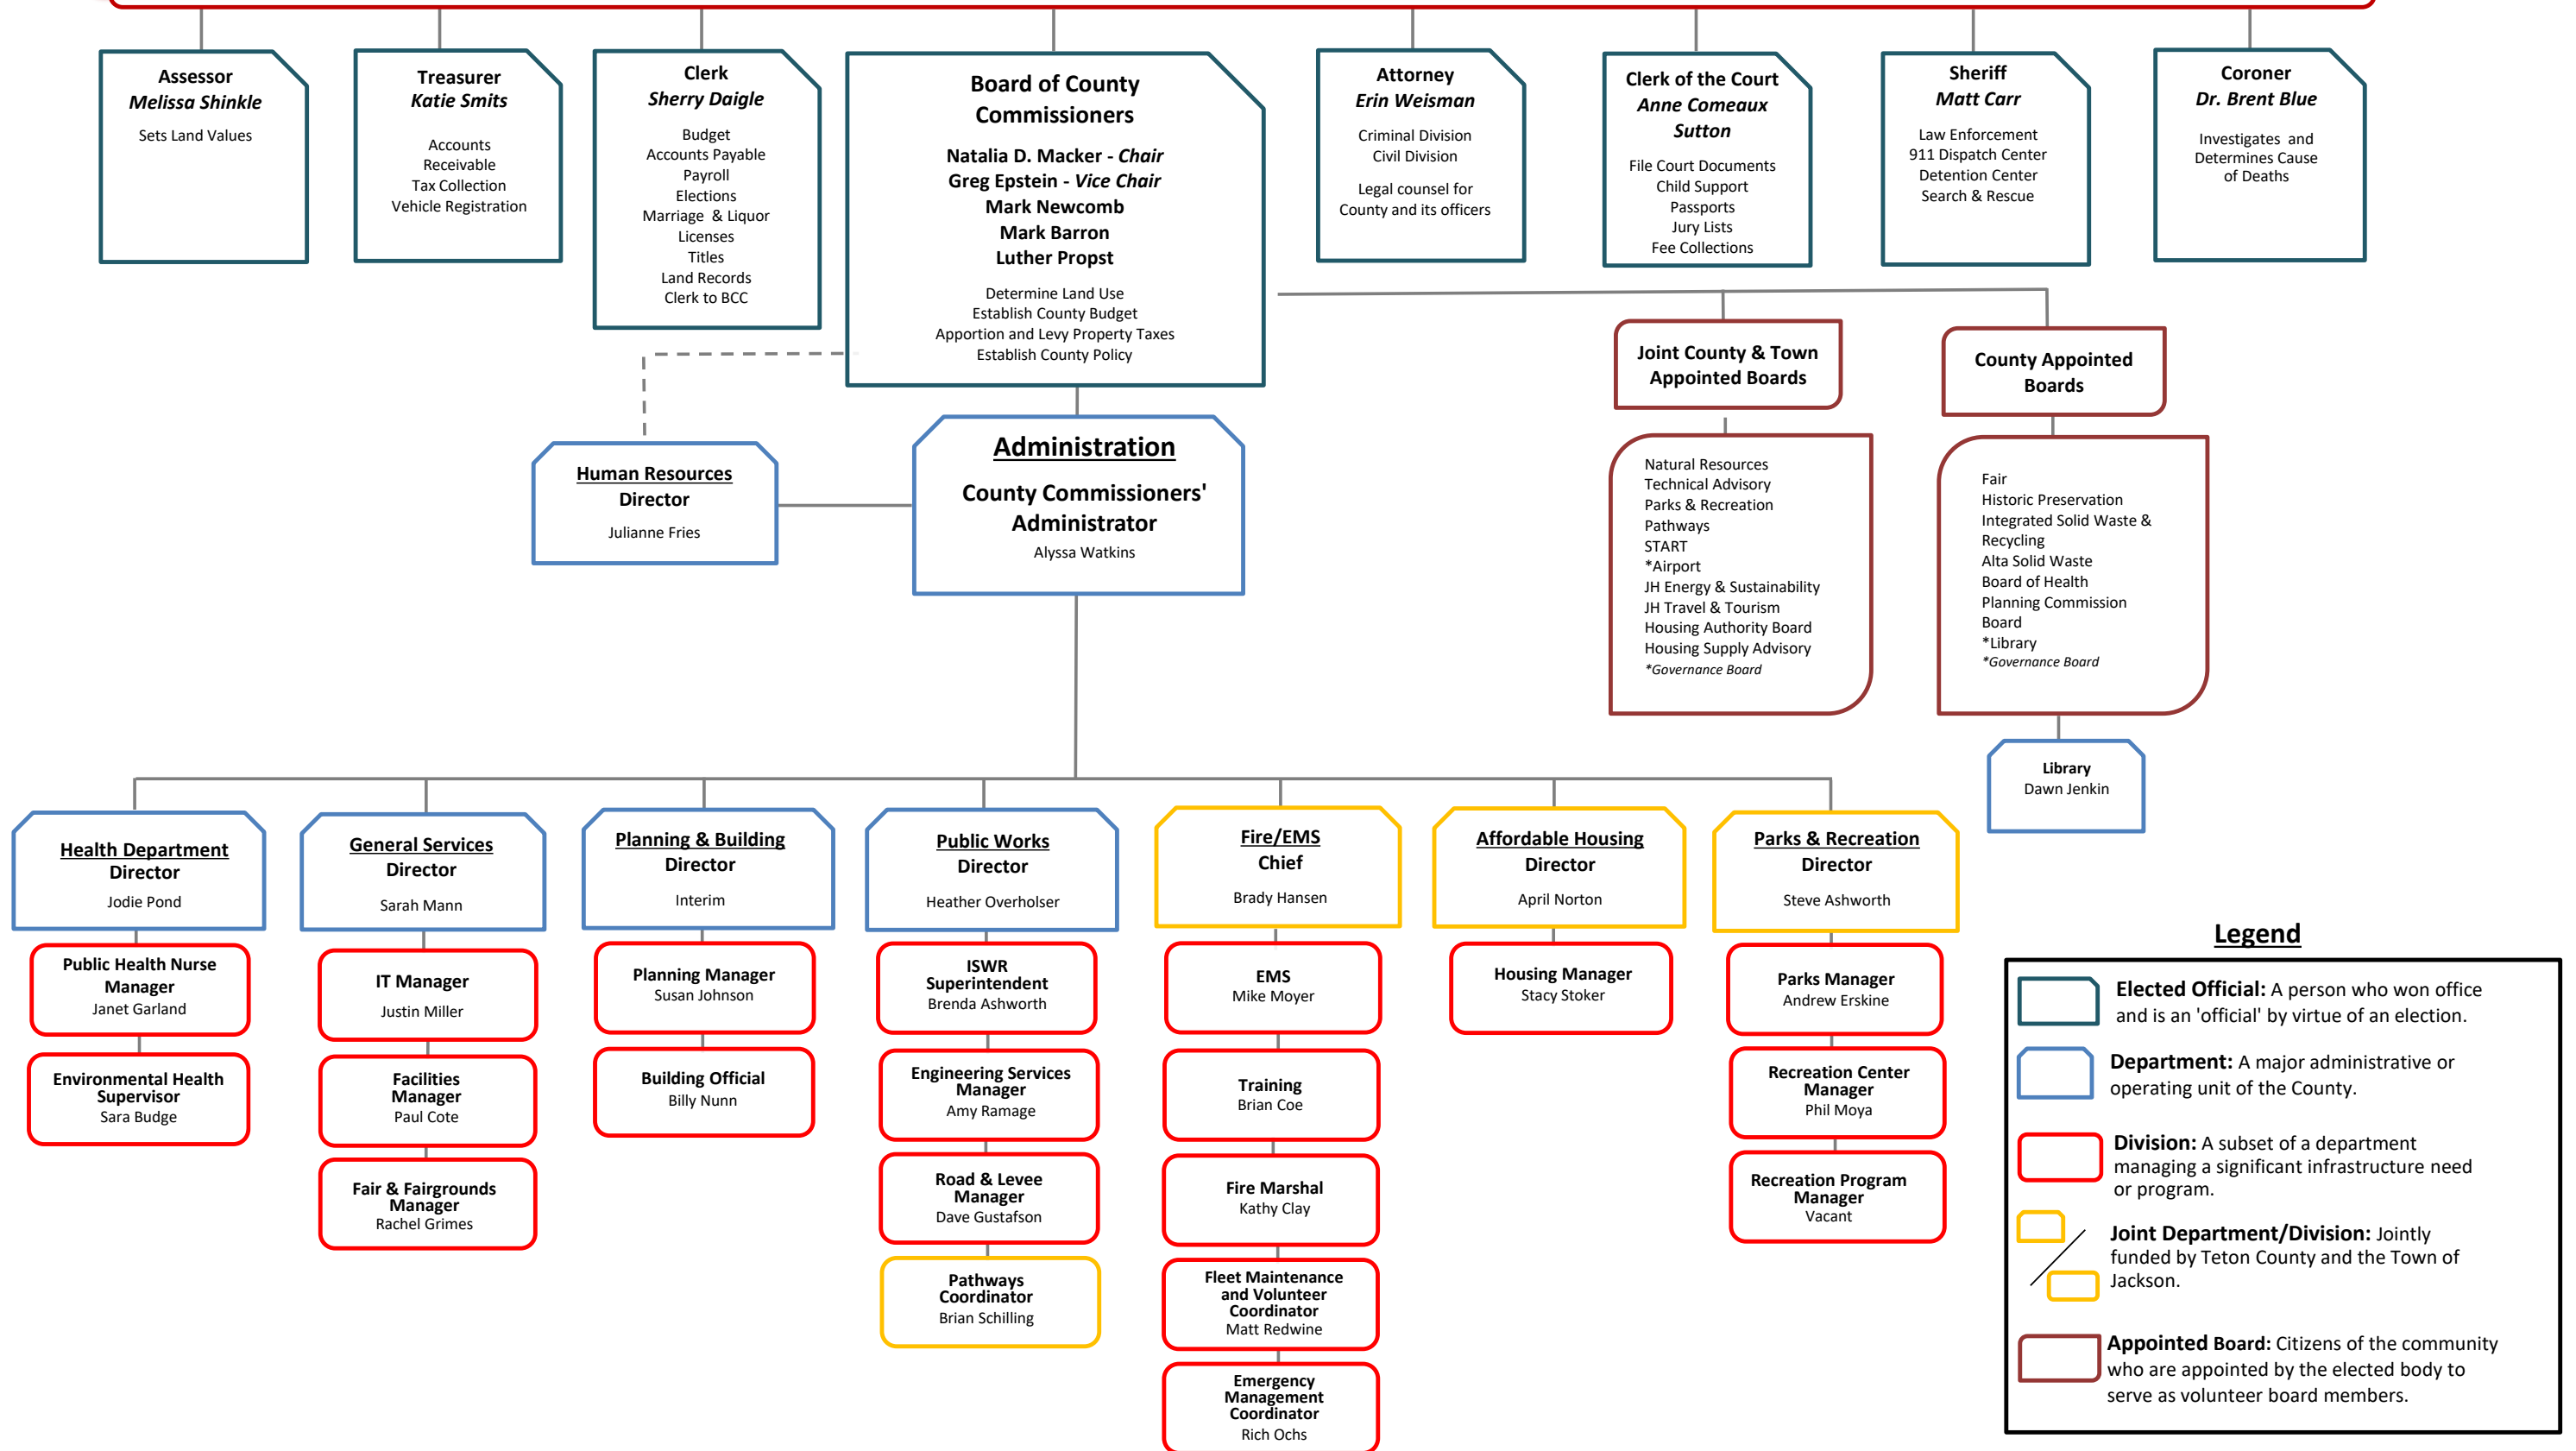 Assessor
Melissa Shinkle
Sets Land Values
Treasurer
Katie Smits
Accounts
Receivable
Tax Collection
Vehicle Registration
Clerk
Sherry Daigle
Budget
Accounts Payable
Payroll
Elections
Marriage & Liquor
Licenses
Titles
Land Records
Clerk to BCC
Board of County
Commissioners
Natalia D. Macker - Chair
Greg Epstein - Vice Chair
Mark Newcomb
Mark Barron
Luther Propst
Determine Land Use
Establish County Budget
Apportion and Levy Property Taxes
Establish County Policy
Attorney
Erin Weisman
Criminal Division
Civil Division
Legal counsel for
County and its officers
Clerk of the Court
Anne Comeaux
Sutton
File Court Documents
Child Support
Passports
Jury Lists
Fee Collections
Sheriff
Matt Carr
Law Enforcement
911 Dispatch Center
Detention Center
Search & Rescue
Coroner
Dr. Brent Blue
Investigates and
Determines Cause
of Deaths
Human Resources
Director
Julianne Fries
Administration
County Commissioners'
Administrator
Alyssa Watkins
Joint County & Town
Appointed Boards
Natural Resources
Technical Advisory
Parks & Recreation
Pathways
START
*Airport
JH Energy & Sustainability
JH Travel & Tourism
Housing Authority Board
Housing Supply Advisory
*Governance Board
County Appointed
Boards
Fair
Historic Preservation
Integrated Solid Waste &
Recycling
Alta Solid Waste
Board of Health
Planning Commission
Board
*Library
*Governance Board
Library
Dawn Jenkin
Health Department
Director
Jodie Pond
Public Health Nurse
Manager
Janet Garland
Environmental Health
Supervisor
Sara Budge
General Services
Director
Sarah Mann
IT Manager
Justin Miller
Facilities
Manager
Paul Cote
Fair & Fairgrounds
Manager
Rachel Grimes
Planning & Building
Director
Interim
Planning Manager
Susan Johnson
Building Official
Billy Nunn
Public Works
Director
Heather Overholser
ISWR
Superintendent
Brenda Ashworth
Engineering Services
Manager
Amy Ramage
Road & Levee
Manager
Dave Gustafson
Pathways
Coordinator
Brian Schilling
Fire/EMS
Chief
Brady Hansen
EMS
Mike Moyer
Training
Brian Coe
Fire Marshal
Kathy Clay
Fleet Maintenance
and Volunteer
Coordinator
Matt Redwine
Emergency
Management
Coordinator
Rich Ochs
Affordable Housing
Director
April Norton
Housing Manager
Stacy Stoker
Parks & Recreation
Director
Steve Ashworth
Parks Manager
Andrew Erskine
Recreation Center
Manager
Phil Moya
Recreation Program
Manager
Vacant
Legend
Elected Official: A person who won office
and is an 'official' by virtue of an election.
Department: A major administrative or
operating unit of the County.
Division: A subset of a department
managing a significant infrastructure need
or program.
Joint Department/Division: Jointly
funded by Teton County and the Town of
Jackson.
Appointed Board: Citizens of the community
who are appointed by the elected body to
serve as volunteer board members.